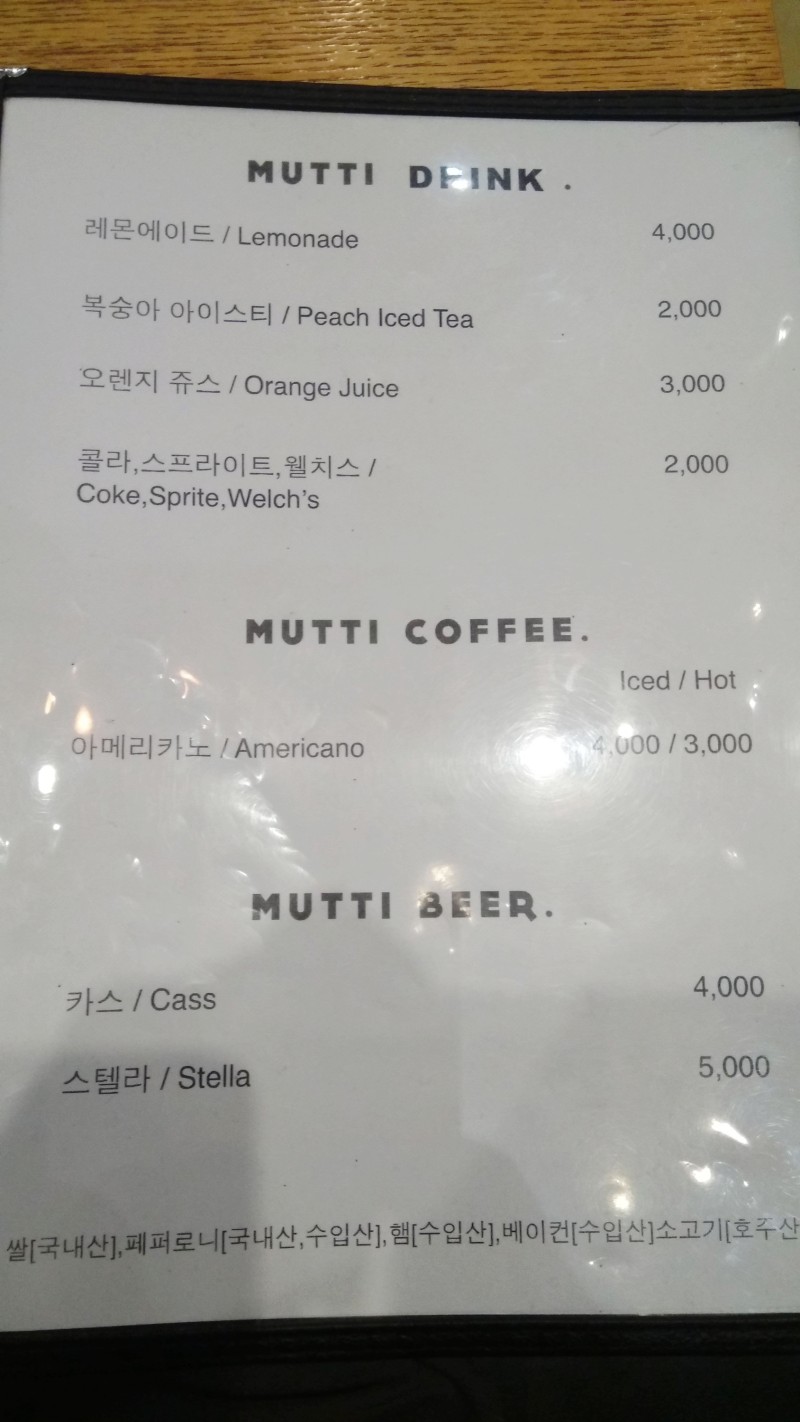 MUTTI DRINK .
레몬에이드 / Lemonade 4,000
복숭아 아이스티 / Peach Iced Tea 2,000
오렌지 쥬스 / Orange Juice 3,000
콜라,스프라이트,웰치스 / 2,000
Coke,Sprite,Welch's
MUTTI COFFEE.
Iced / Hot
아메리카노 / Americano 4,000 / 3,000
MUTTI BEER.
카스 / Cass 4,000
스텔라 / Stella 5,000
쌀[국내산],페퍼로니[국내산,수입산],햄[수입산],베이컨[수입산]소고기[호주산